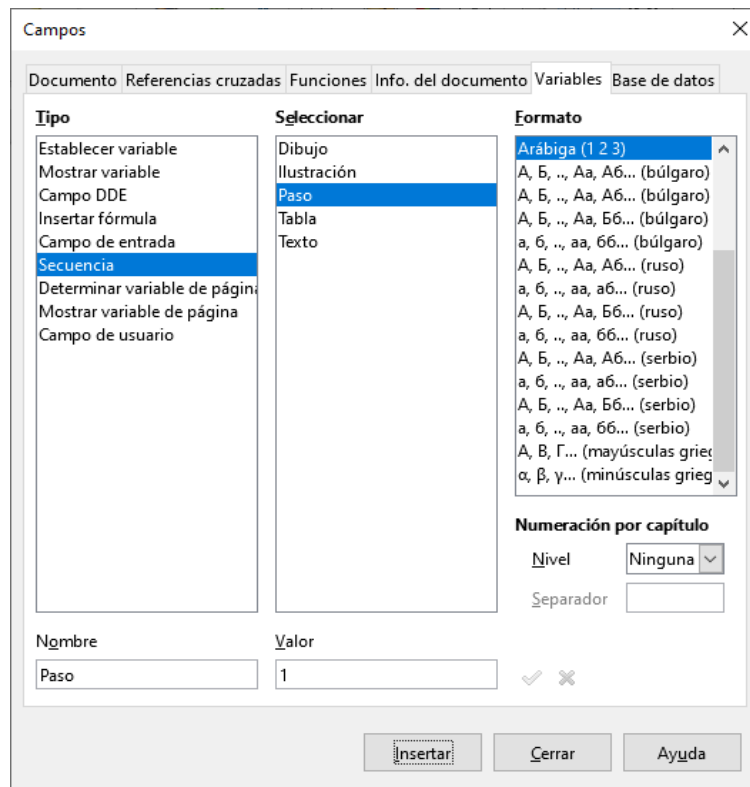 Campos
Documento Referencias cruzadas Funciones Info. del documento Variables Base de datos
Tipo
Establecer variable
Mostrar variable
Campo DDE
Insertar fórmula
Campo de entrada
Secuencia
Determinar variable de página
Mostrar variable de página
Campo de usuario
Seleccionar
Dibujo
Ilustración
Paso
Tabla
Texto
Formato
Arábiga (1 2 3)
А, Б, .., Аа, Аб... (búlgaro)
А, Б, .., Аа, Аб... (búlgaro)
А, Б, .., Аа, Бб... (búlgaro)
а, б, .., аа, бб... (búlgaro)
А, Б, .., Аа, Аб... (ruso)
а, б, .., аа, аб... (ruso)
А, Б, .., Аа, Бб... (ruso)
а, б, .., аа, бб... (ruso)
А, Б, .., Аа, Аб... (serbio)
а, б, .., аа, аб... (serbio)
А, Б, .., Аа, Бб... (serbio)
а, б, .., аа, бб... (serbio)
Α, Β, Γ... (mayúsculas grieg
α, β, γ... (minúsculas grieg
Numeración por capítulo
Nivel Ninguna
Separador
Nombre
Paso
Valor
1
Insertar Cerrar Ayuda